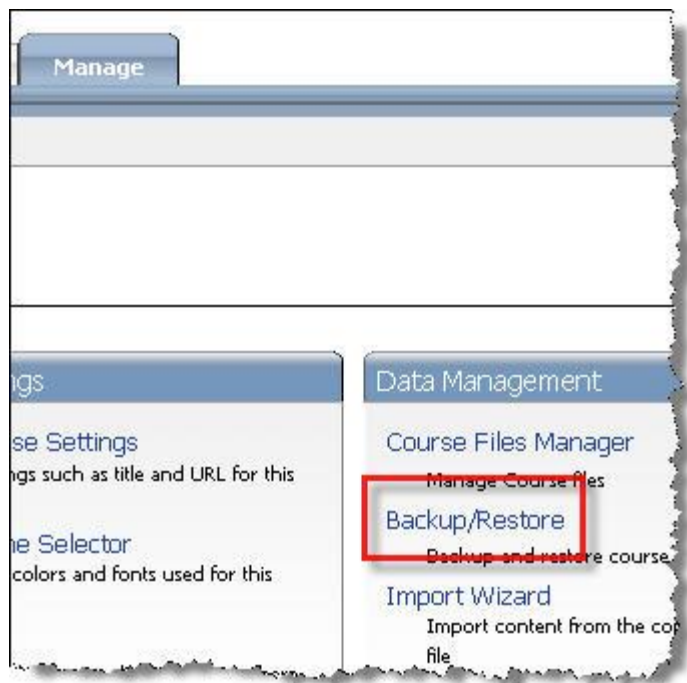 Manage
ngs
Data Management
se Settings
ngs such as title and URL for this
ne Selector
colors and fonts used for this
Course Files Manager
Manage Course files
Backup/Restore
Backup and restore course
Import Wizard
Import content from the cop
file